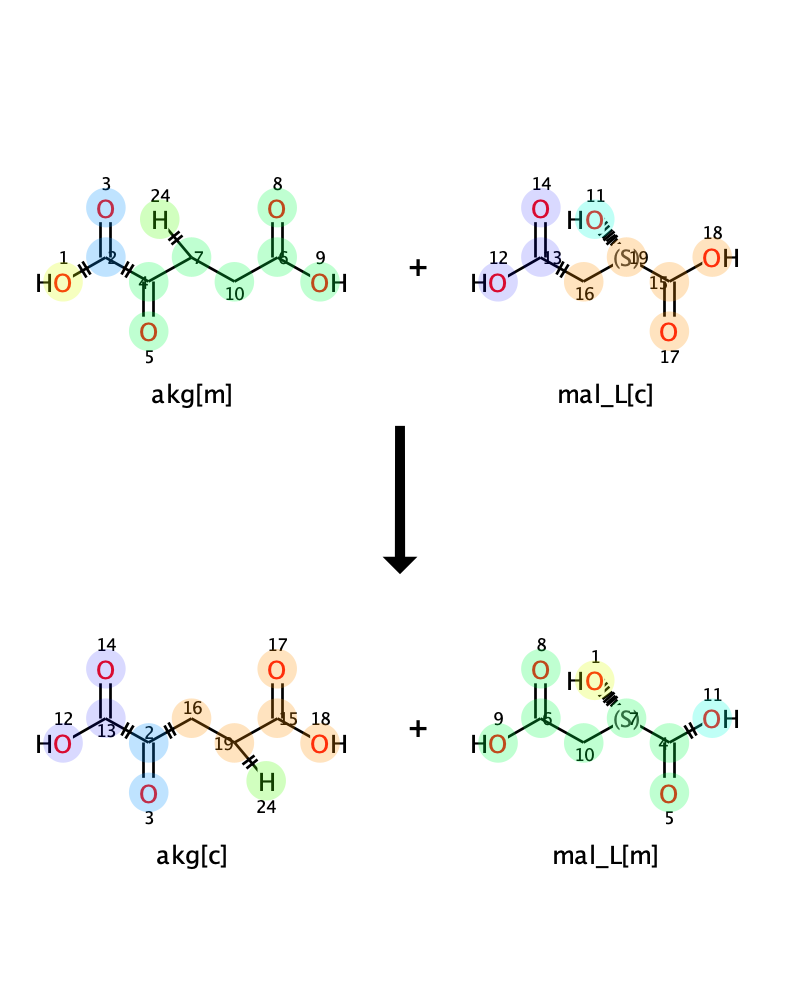 3 24 8 14 11
O H O O HO
1 2 7 6 9 12 13 (S) 19 18
HO 4 10 OH + HO 16 15 OH
O O
5 17
akg[m] mal_L[c]
14 17 8 1
O O O HO
12 13 16 15 18 9 6 (S) 7 11
HO 2 19 OH + HO 10 4 OH
O H O
3 24 5
akg[c] mal_L[m]